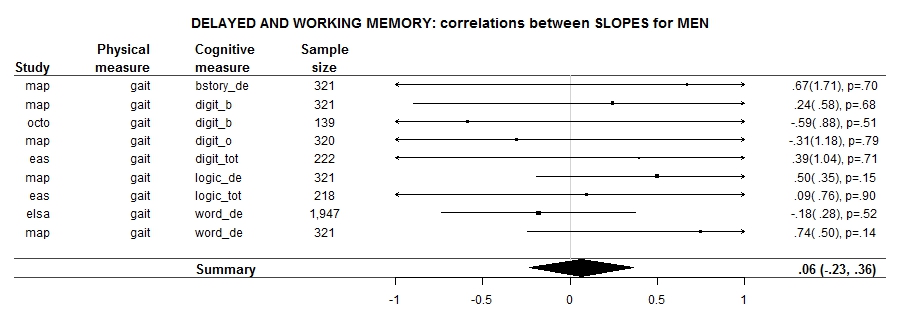 DELAYED AND WORKING MEMORY: correlations between SLOPES for MEN
Physical Cognitive Sample
Study measure measure size
map gait bstory_de 321 .67(1.71), p=.70
map gait digit_b 321 .24( .58), p=.68
octo gait digit_b 139 -.59( .88), p=.51
map gait digit_o 320 -.31(1.18), p=.79
eas gait digit_tot 222 .39(1.04), p=.71
map gait logic_de 321 .50( .35), p=.15
eas gait logic_tot 218 .09( .76), p=.90
elsa gait word_de 1,947 -.18( .28), p=.52
map gait word_de 321 .74( .50), p=.14
Summary .06 (-.23, .36)
-1 -0.5 0 0.5 1